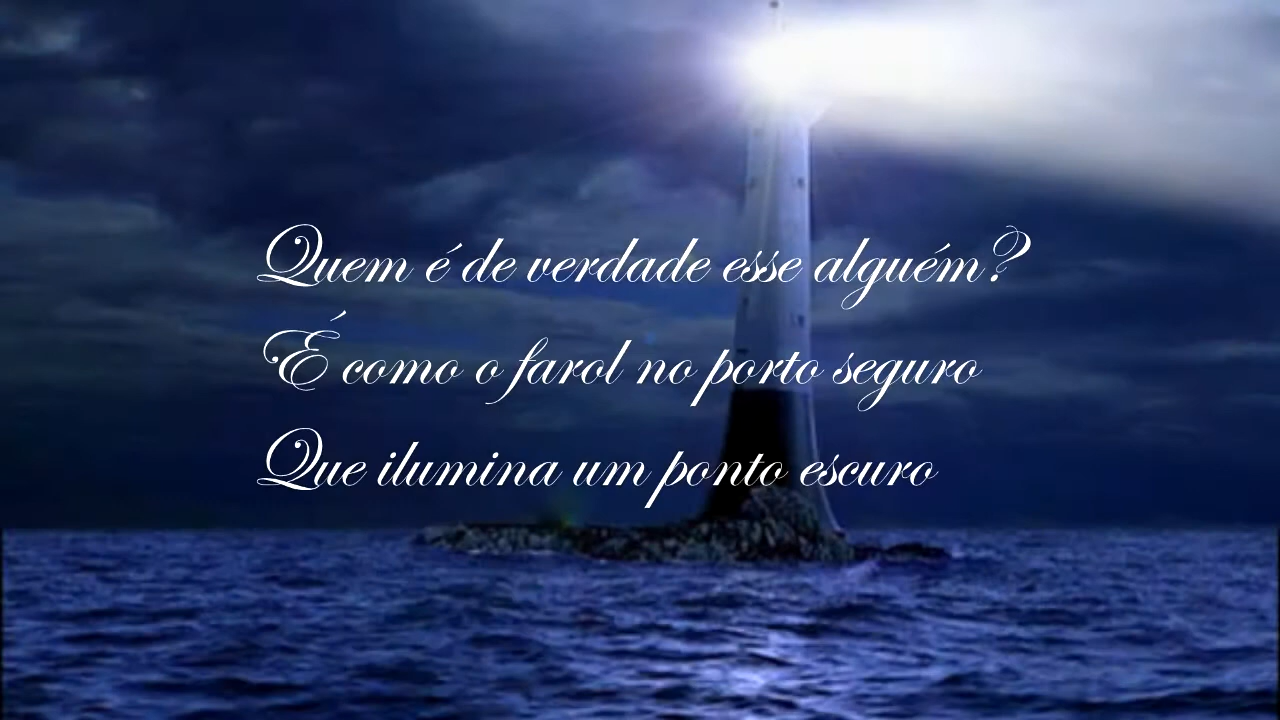 Quem é de verdade esse alguém?
É como o farol no porto seguro
Que ilumina um ponto escuro